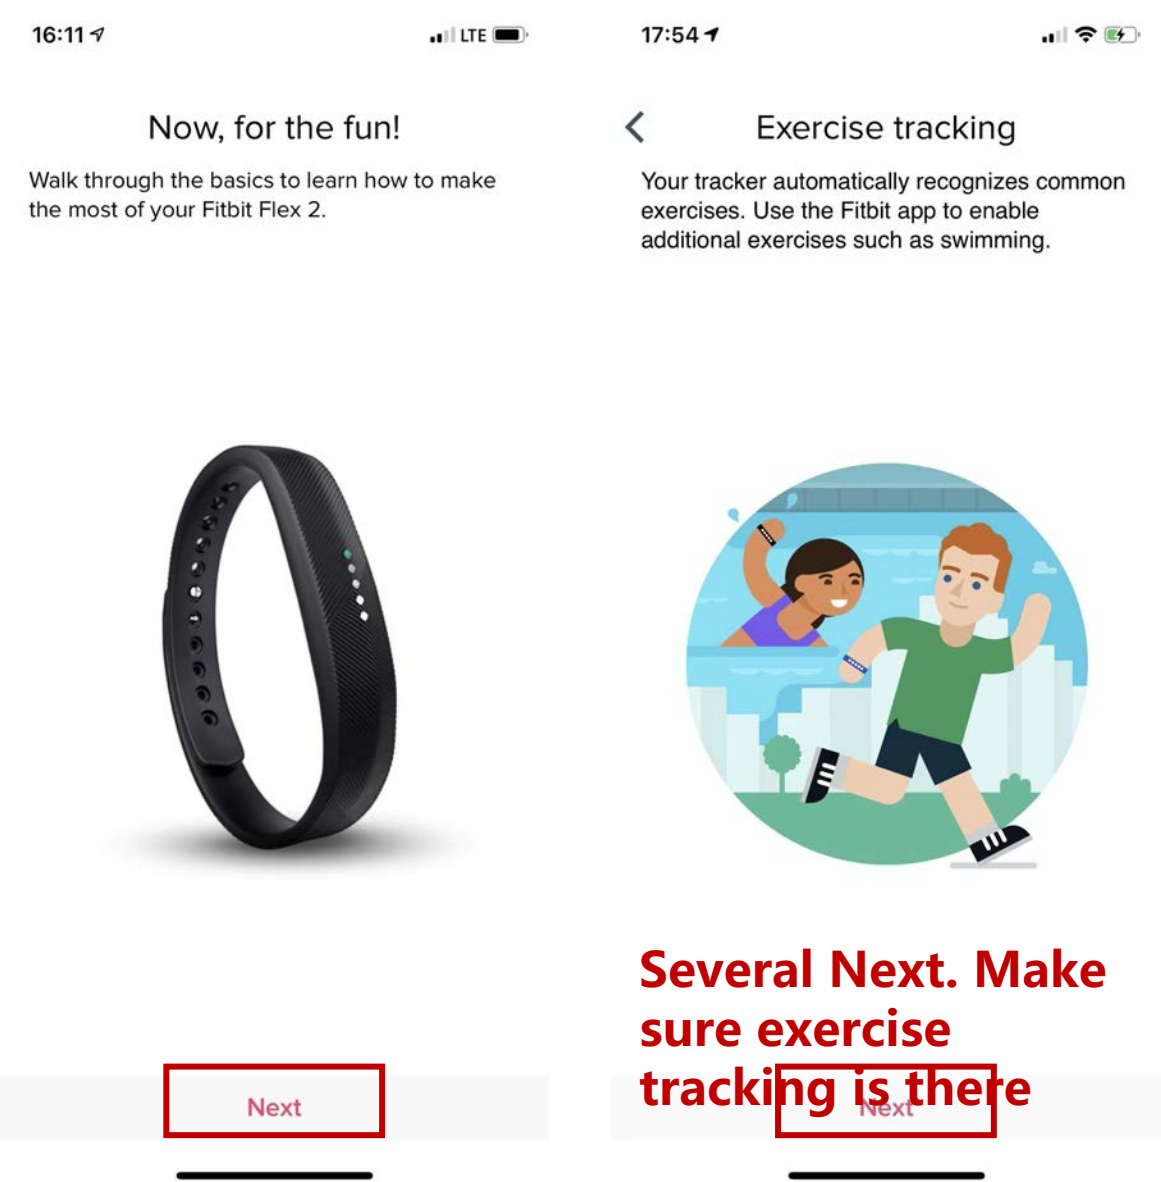 16:11
LTE
Now, for the fun!
Walk through the basics to learn how to make
the most of your Fitbit Flex 2.
Next
17:54
Exercise tracking
Your tracker automatically recognizes common
exercises. Use the Fitbit app to enable
additional exercises such as swimming.
Several Next. Make
sure exercise
tracking is there
Next